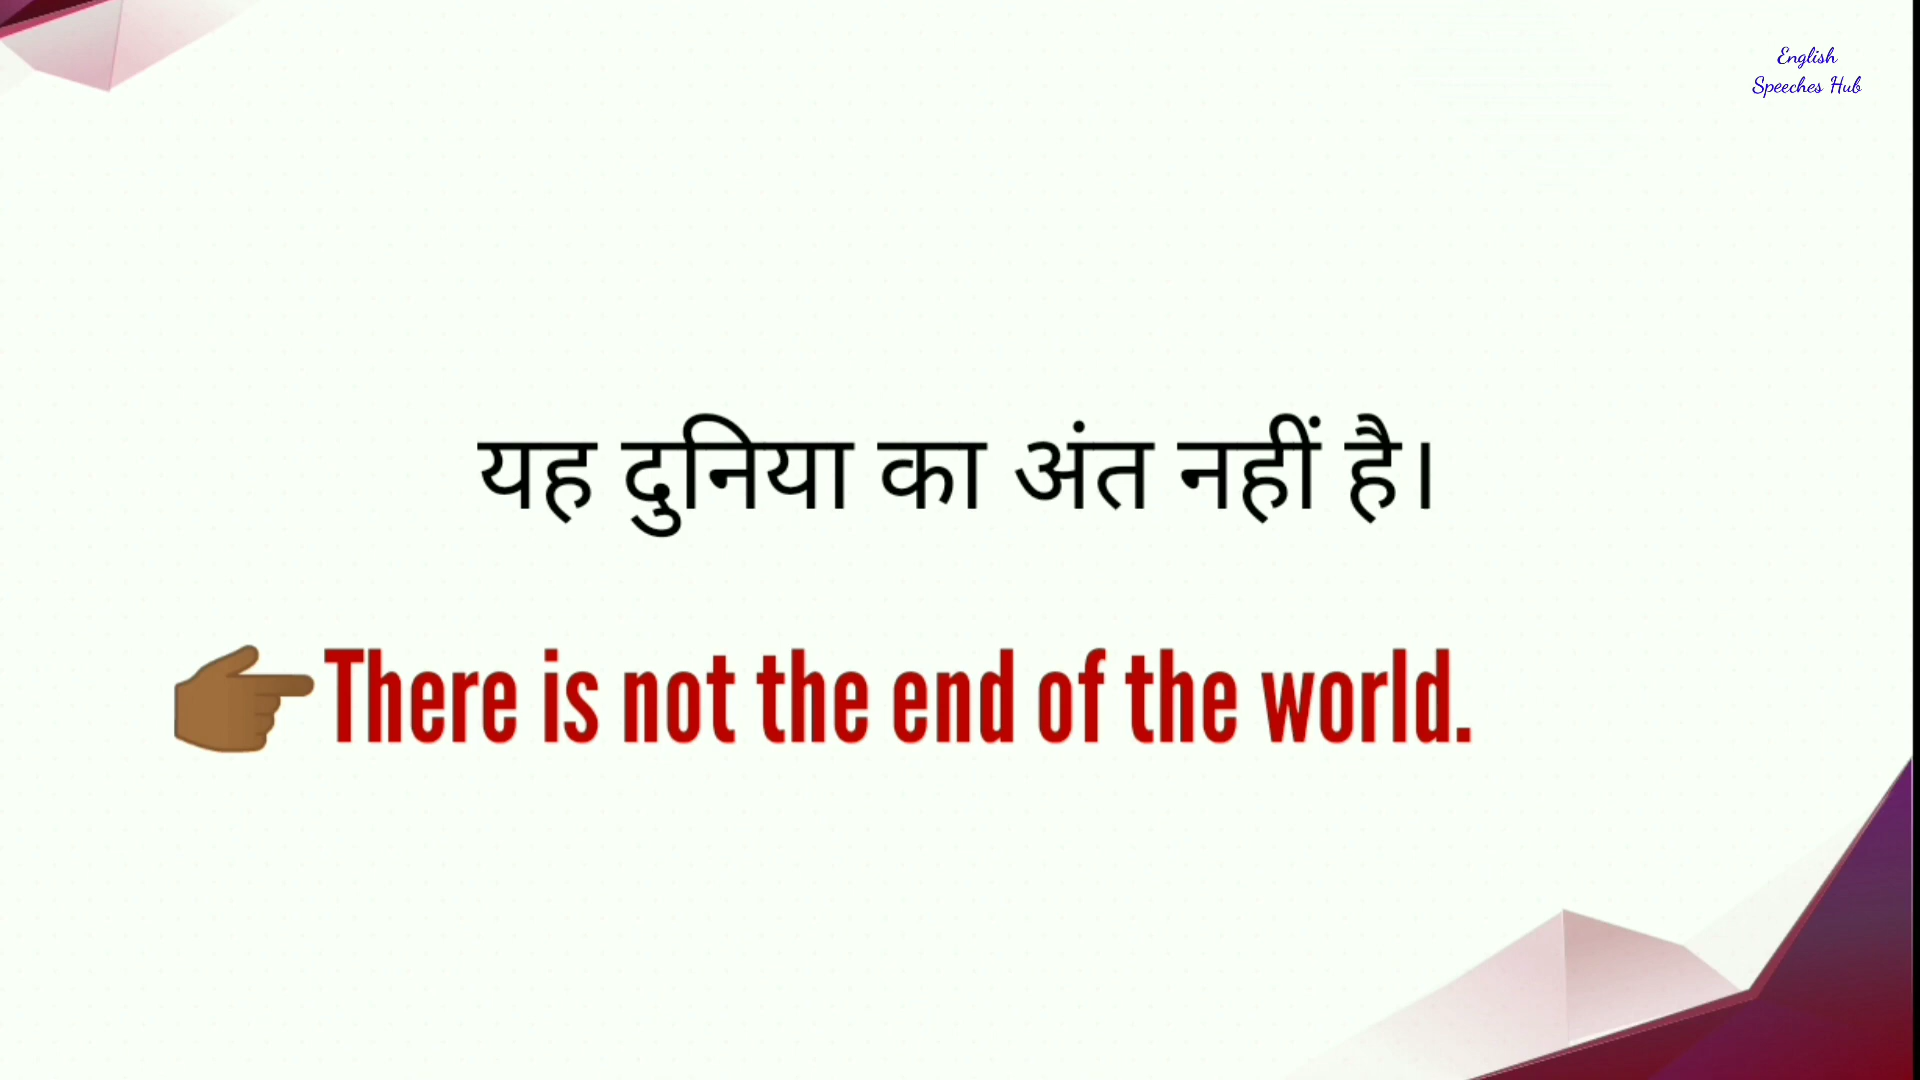 English
Speeches Hub
यह दुनिया का अंत नहीं है।
There is not the end of the world.